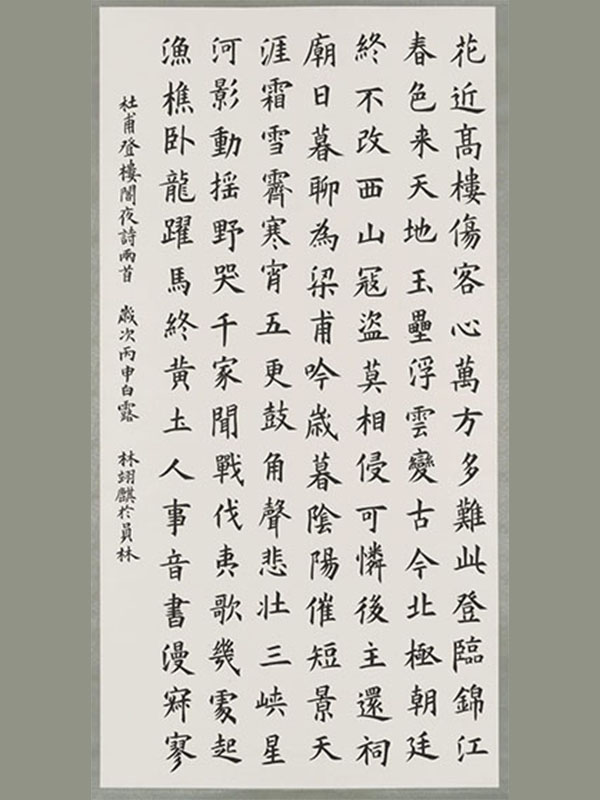 花近高樓傷客心萬方多難此登臨錦江
春色来天地玉壘浮雲變古今北極朝廷
終不改西山寇盜莫相侵可憐後主還祠
廟日暮聊為梁甫吟歲暮陰陽催短景天
涯霜雪霽寒宵五更鼓角聲悲壯三峽星
河影動搖野哭千家聞戰伐夷歌幾處起
漁樵卧龍躍馬終黄土人事音書漫寂寥
杜甫登樓閣夜詩兩首 歲次丙申白露 林翊麒於員林